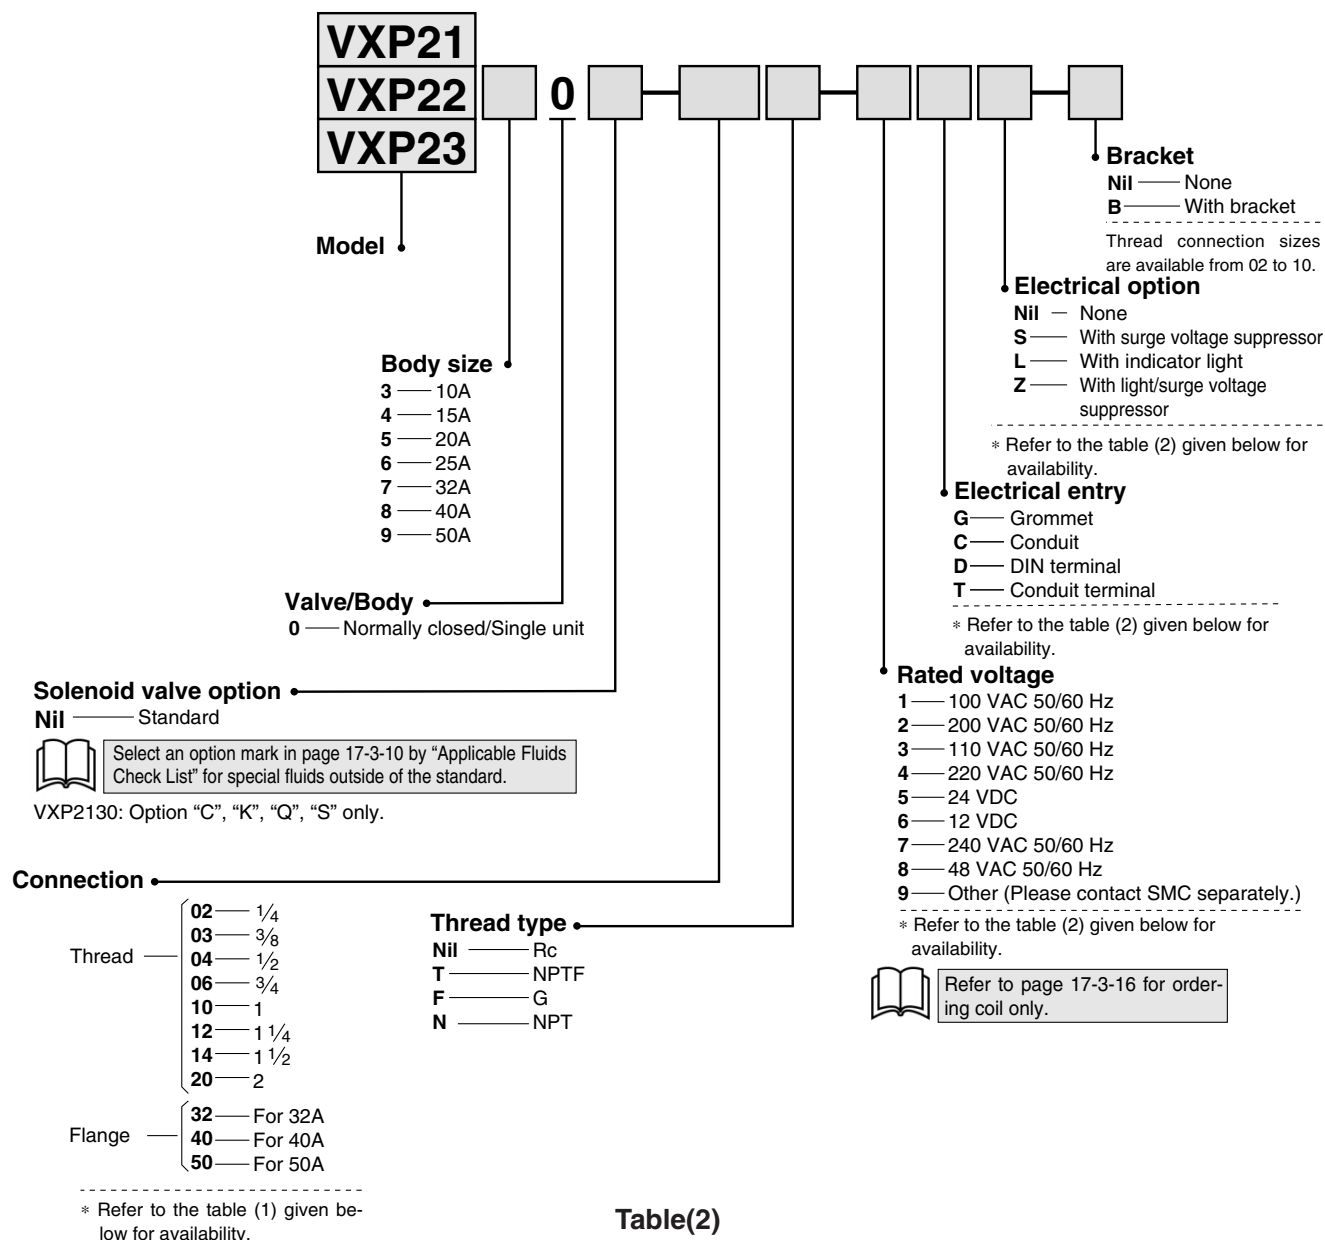 VXP21
VXP22
0
VXP23
Model
Bracket
Nil None
B With bracket
Thread connection sizes
are available from 02 to 10.
Electrical option
Nil None
S With surge voltage suppressor
L With indicator light
Z With light/surge voltage
suppressor
* Refer to the table (2) given below for
availability.
Body size
3 10A
4 15A
5 20A
6 25A
7 32A
8 40A
9 50A
Electrical entry
G Grommet
C Conduit
D DIN terminal
T Conduit terminal
* Refer to the table (2) given below for
availability.
Valve/Body
0 Normally closed/Single unit
Rated voltage
1 100 VAC 50/60 Hz
2 200 VAC 50/60 Hz
3 110 VAC 50/60 Hz
4 220 VAC 50/60 Hz
5 24 VDC
6 12 VDC
7 240 VAC 50/60 Hz
8 48 VAC 50/60 Hz
9 Other (Please contact SMC separately.)
* Refer to the table (2) given below for
availability.
Refer to page 17-3-16 for order-
ing coil only.
Solenoid valve option
Nil Standard
Select an option mark in page 17-3-10 by “Applicable Fluids
Check List” for special fluids outside of the standard.
VXP2130: Option “C”, “K”, “Q”, “S” only.
Connection
Thread
02 1/4
03 3/8
04 1/2
06 3/4
10 1
12 1 1/4
14 1 1/2
20 2
Flange
32 For 32A
40 For 40A
50 For 50A
* Refer to the table (1) given be-
low for availability.
Thread type
Nil Rc
T NPTF
F G
N NPT
Table(2)